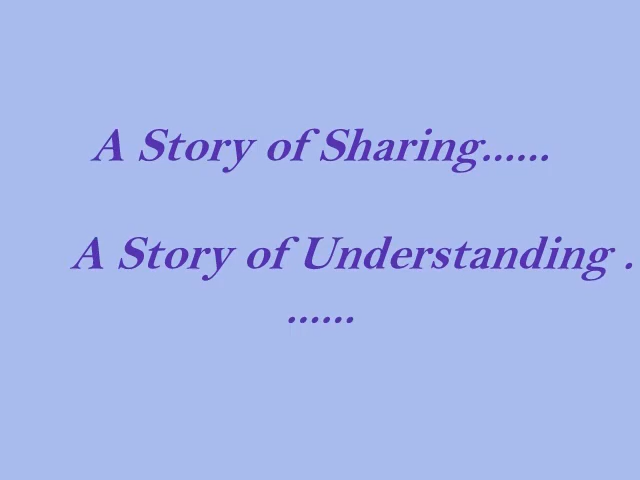 A Story of Sharing......
A Story of Understanding .
......